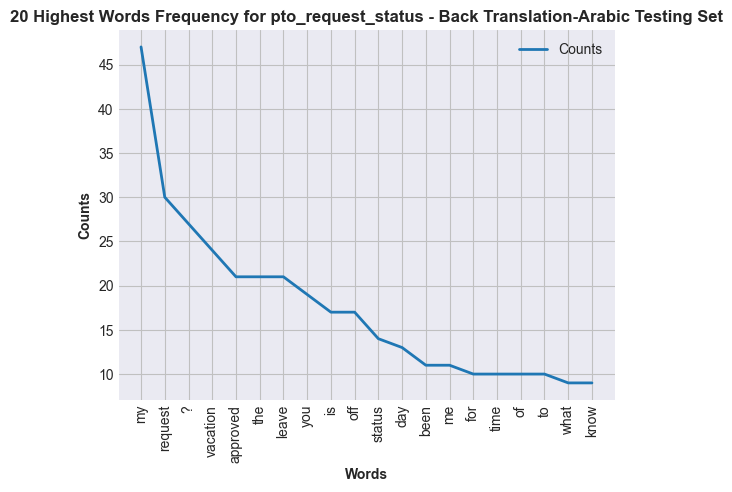 20 Highest Words Frequency for pto_request_status - Back Translation-Arabic Testing Set
Counts
45
40
35
30
25
20
15
10
Counts
my
request
?
vacation
approved
the
leave
you
is
off
status
day
been
me
for
time
of
to
what
know
Words